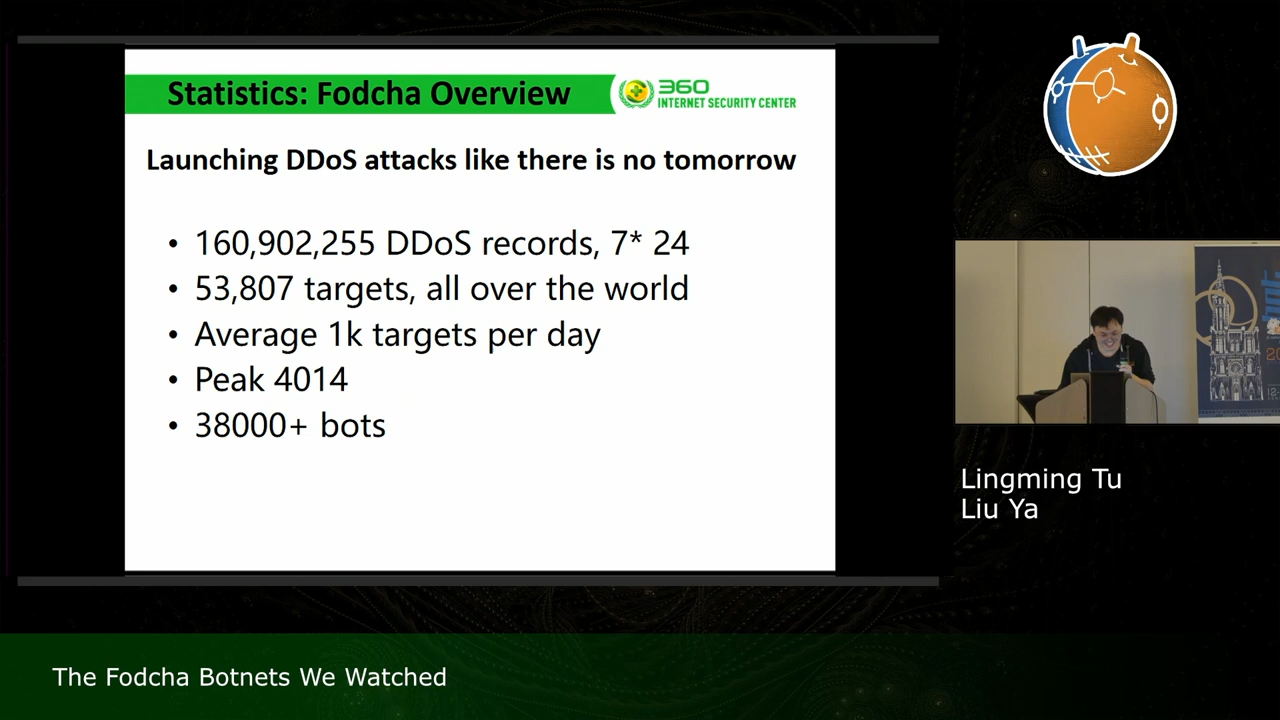 Statistics: Fodcha Overview
360
INTERNET SECURITY CENTER
Launching DDoS attacks like there is no tomorrow
• 160,902,255 DDoS records, 7* 24
• 53,807 targets, all over the world
• Average 1k targets per day
• Peak 4014
• 38000+ bots
Lingming Tu
Liu Ya
The Fodcha Botnets We Watched